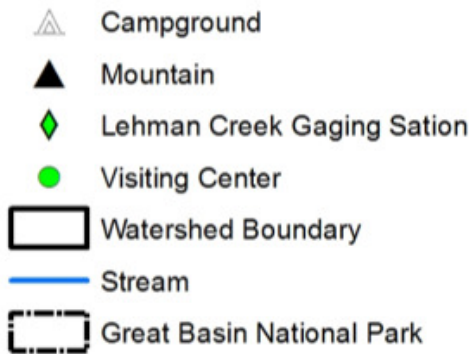 Campground
Mountain
Lehman Creek Gaging Sation
Visiting Center
Watershed Boundary
Stream
Great Basin National Park